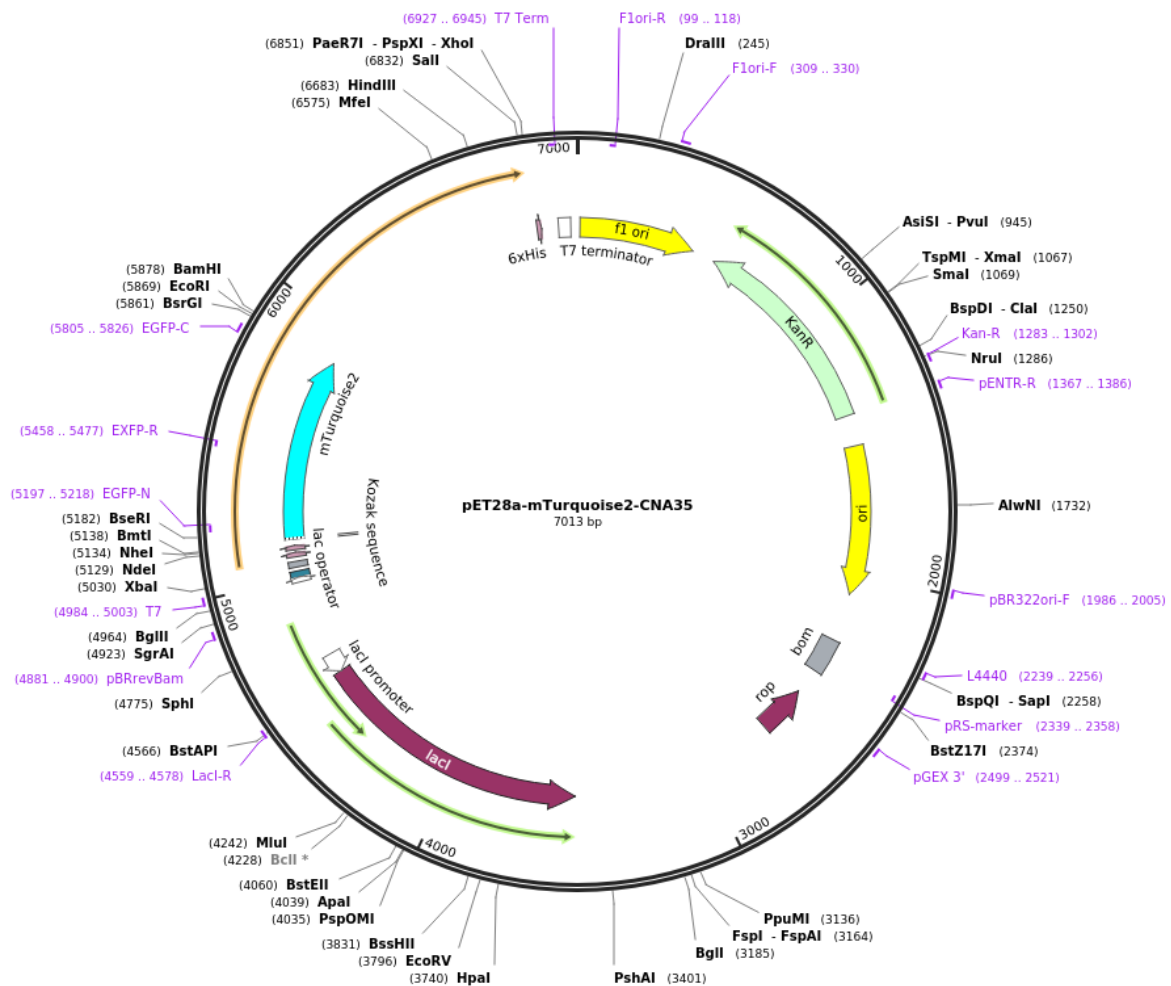 (6927 .. 6945) T7 Term
F1ori-R (99 .. 118)
(6851) PaeR7I - PspXI - XhoI
DraIII (245)
(6832) SalI
F1ori-F (309 .. 330)
(6683) HindIII
(6575) MfeI
7000
AsiSI - PvuI (945)
f1 ori
6xHis
T7 terminator
TspMI - XmaI (1067)
1000
(5878) BamHI
SmaI (1069)
(5869) EcoRI
6000
(5861) BsrGI
BspDI - ClaI (1250)
(5805 .. 5826) EGFP-C
Kan-R (1283 .. 1302)
KanR
NruI (1286)
pENTR-R (1367 .. 1386)
mTurquoise2
(5458 .. 5477) EXFP-R
(5197 .. 5218) EGFP-N
pET28a-mTurquoise2-CNA35
AlwNI (1732)
7013 bp
ori
(5182) BseRI
Kozak sequence
(5138) BmtI
(5134) NheI
(5129) NdeI
lac operator
(5030) XbaI
2000
(4984 .. 5003) T7
5000
pBR322ori-F (1986 .. 2005)
(4964) BglII
(4923) SgrAI
bom
(4881 .. 4900) pBRrevBam
lacI promoter
L4440 (2239 .. 2256)
(4775) SphI
rop
BspQI - SapI (2258)
pRS-marker (2339 .. 2358)
(4566) BstAPI
BstZ17I (2374)
lacI
(4559 .. 4578) LacI-R
pGEX 3' (2499 .. 2521)
3000
(4242) MluI
4000
(4228) BclI *
(4060) BstEII
(4039) ApaI
(4035) PspOMI
PpuMI (3136)
FspI - FspAI (3164)
(3831) BssHII
BglI (3185)
(3796) EcoRV
(3740) HpaI
PshAI (3401)